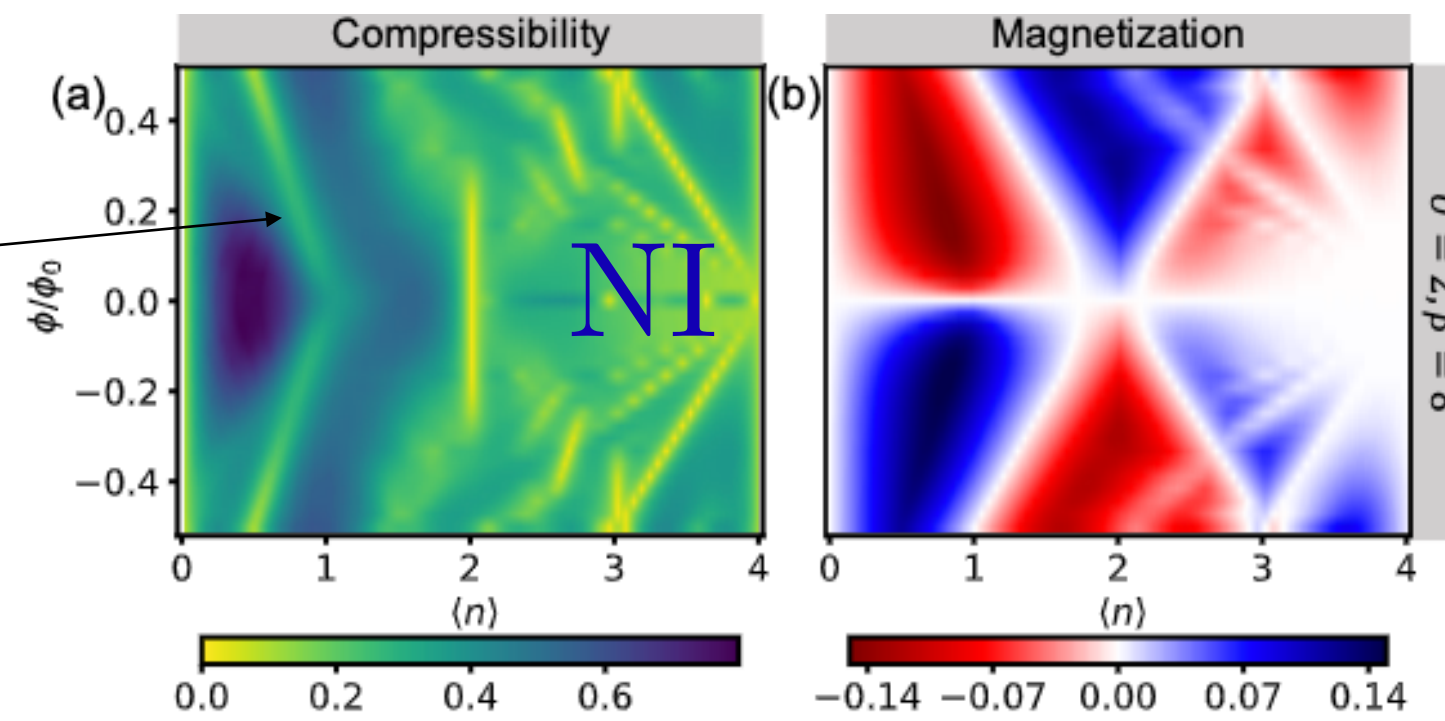 Compressibility
Magnetization
(a)
(b)
0.4
0.2
0.0
−0.2
−0.4
ϕ/ϕ₀
NI
0 1 2 3 4
0 1 2 3 4
⟨n⟩
⟨n⟩
0.0 0.2 0.4 0.6
−0.14 −0.07 0.00 0.07 0.14